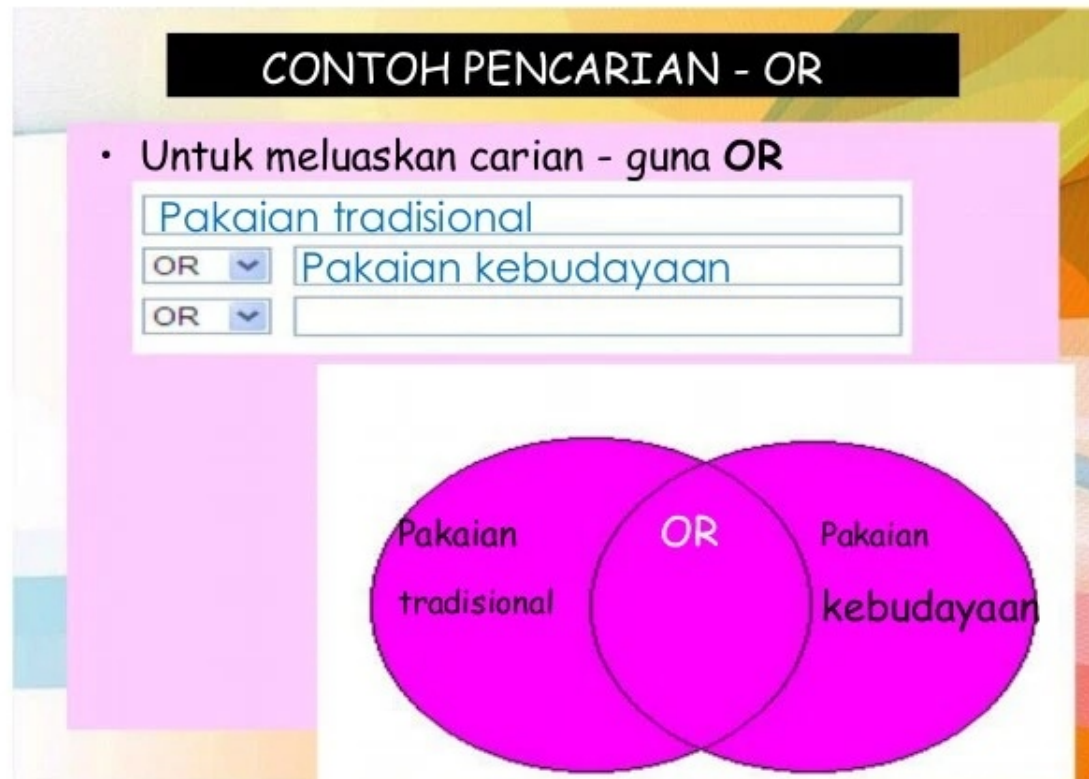 CONTOH PENCARIAN - OR
• Untuk meluaskan carian - guna OR
Pakaian tradisional
OR Pakaian kebudayaan
OR
Pakaian
tradisional
OR
Pakaian
kebudayaan